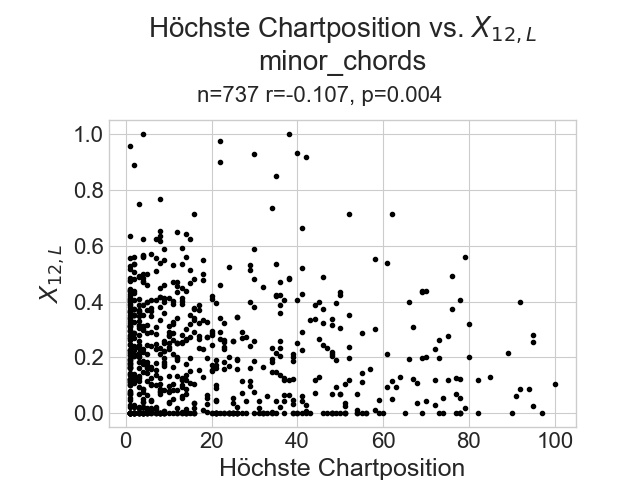 Höchste Chartposition vs. X12, L
minor_chords
n=737 r=-0.107, p=0.004
1.0
0.8
0.6
0.4
0.2
0.0
X12, L
0 20 40 60 80 100
Höchste Chartposition